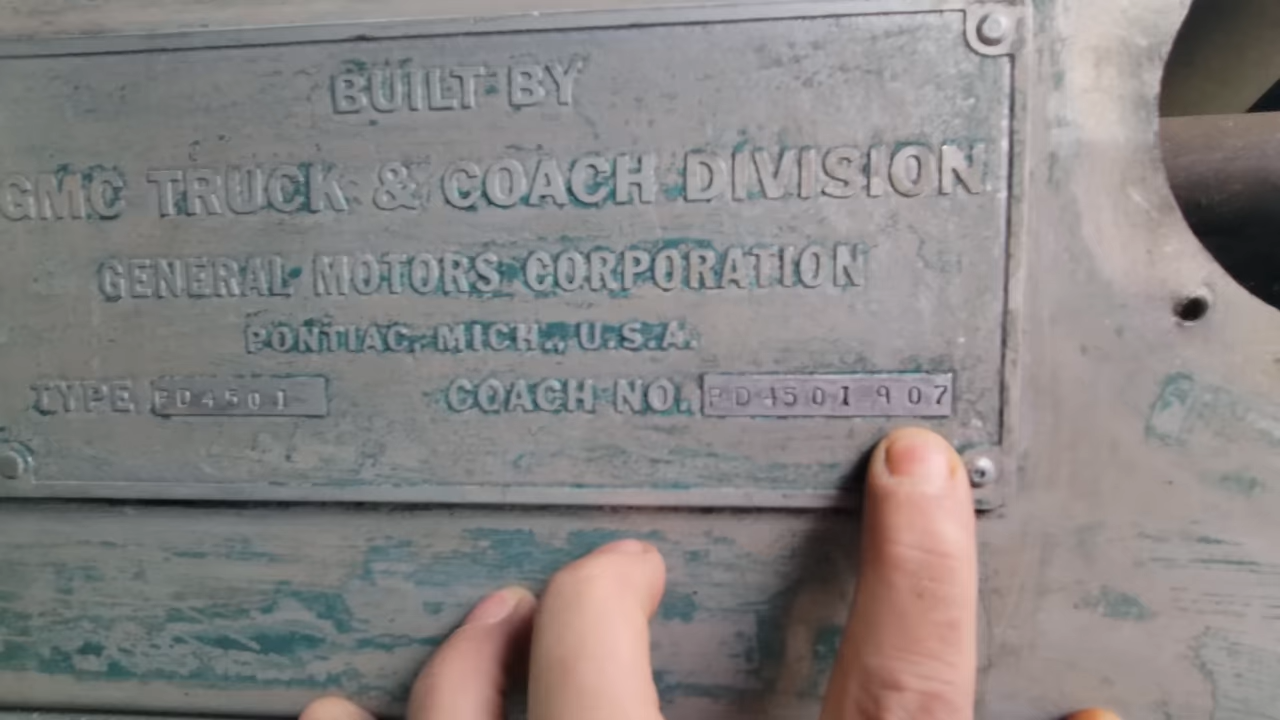 BUILT BY
GMC TRUCK & COACH DIVISION
GENERAL MOTORS CORPORATION
PONTIAC, MICH., U.S.A.
TYPE PD4501 COACH NO. PD4501 907